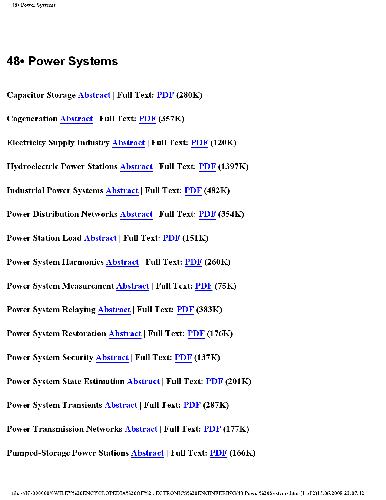 48• Power Systems
48• Power Systems
Capacitor Storage Abstract | Full Text: PDF (280K)
Cogeneration Abstract | Full Text: PDF (357K)
Electricity Supply Industry Abstract | Full Text: PDF (120K)
Hydroelectric Power Stations Abstract | Full Text: PDF (1397K)
Industrial Power Systems Abstract | Full Text: PDF (482K)
Power Distribution Networks Abstract | Full Text: PDF (354K)
Power Station Load Abstract | Full Text: PDF (151K)
Power System Harmonics Abstract | Full Text: PDF (260K)
Power System Measurement Abstract | Full Text: PDF (75K)
Power System Relaying Abstract | Full Text: PDF (383K)
Power System Restoration Abstract | Full Text: PDF (176K)
Power System Security Abstract | Full Text: PDF (137K)
Power System State Estimation Abstract | Full Text: PDF (201K)
Power System Transients Abstract | Full Text: PDF (287K)
Power Transmission Networks Abstract | Full Text: PDF (177K)
Pumped-Storage Power Stations Abstract | Full Text: PDF (166K)